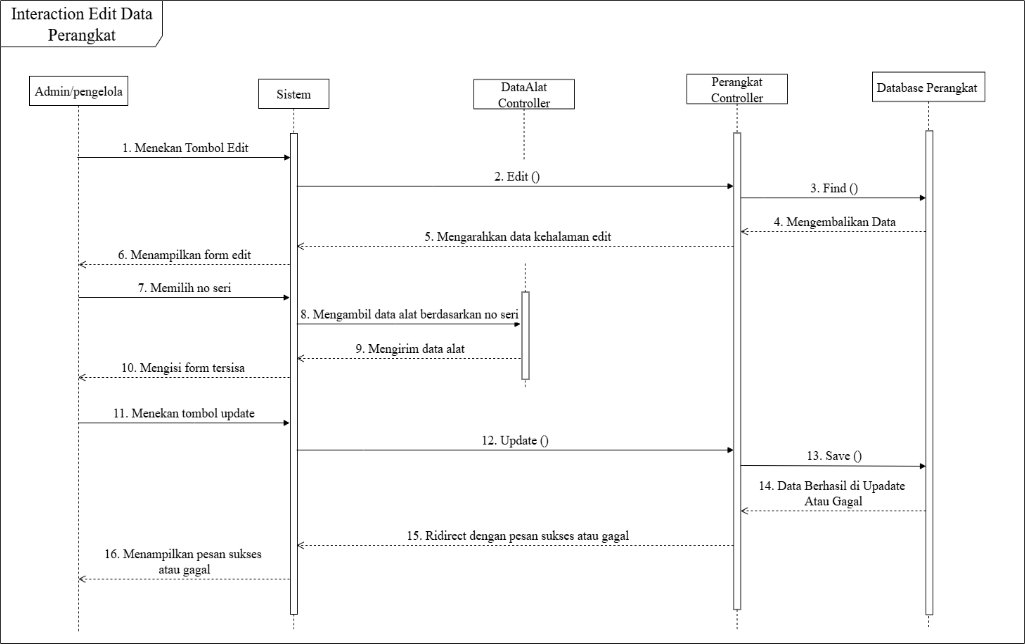 Interaction Edit Data
Perangkat
Admin/pengelola
Sistem
DataAlat
Controller
Perangkat
Controller
Database Perangkat
1. Menekan Tombol Edit
2. Edit ()
3. Find ()
4. Mengembalikan Data
5. Mengarahkan data kehalaman edit
6. Menampilkan form edit
7. Memilih no seri
8. Mengambil data alat berdasarkan no seri
9. Mengirim data alat
10. Mengisi form tersisa
11. Menekan tombol update
12. Update ()
13. Save ()
14. Data Berhasil di Upadate
Atau Gagal
15. Ridirect dengan pesan sukses atau gagal
16. Menampilkan pesan sukses
atau gagal